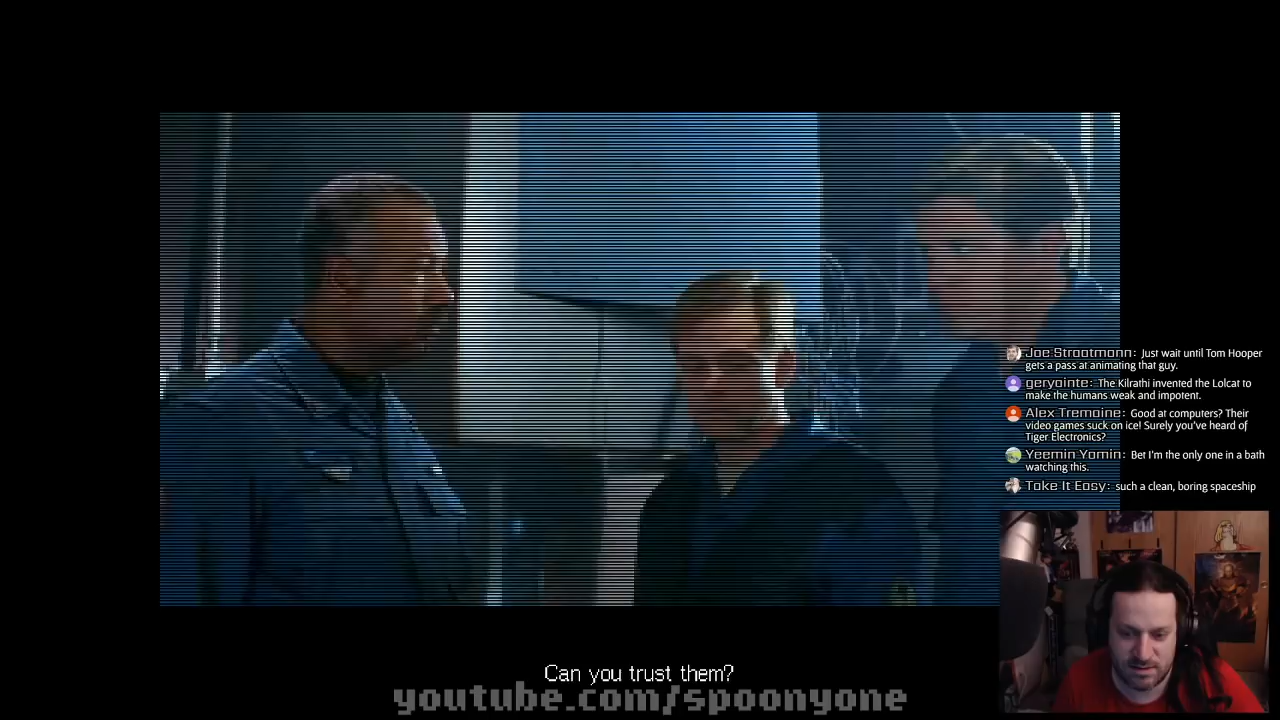 Joe Strootmann: Just wait until Tom Hooper
gets a pass at animating that guy.
geryointe: The Kilrathi invented the Lolcat to
make the humans weak and impotent.
Alex Tremoine: Good at computers? Their
video games suck on ice! Surely you've heard of
Tiger Electronics?
Yeemin Yomin: Bet I'm the only one in a bath
watching this.
Take It Easy: such a clean, boring spaceship
Can you trust them?
youtube.com/spoonyone